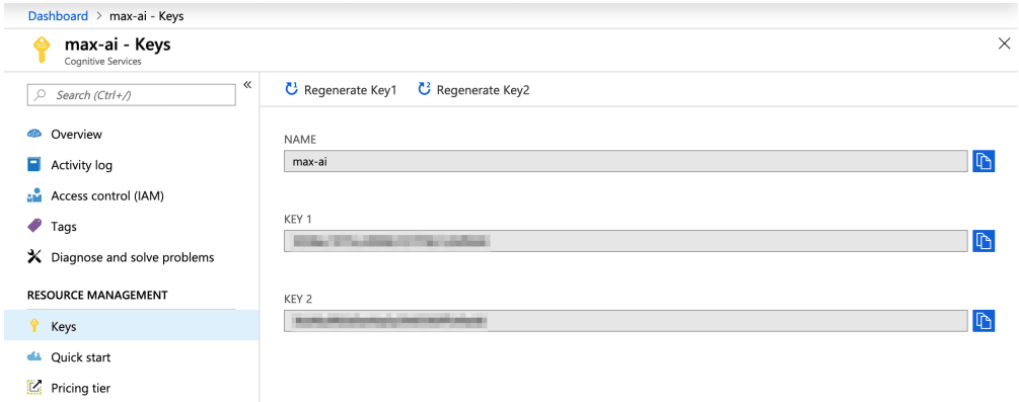 Dashboard > max-ai - Keys
max-ai - Keys
Cognitive Services
Search (Ctrl+/)
Overview
Activity log
Access control (IAM)
Tags
Diagnose and solve problems
RESOURCE MANAGEMENT
Keys
Quick start
Pricing tier
Regenerate Key1
Regenerate Key2
NAME
max-ai
KEY 1
KEY 2